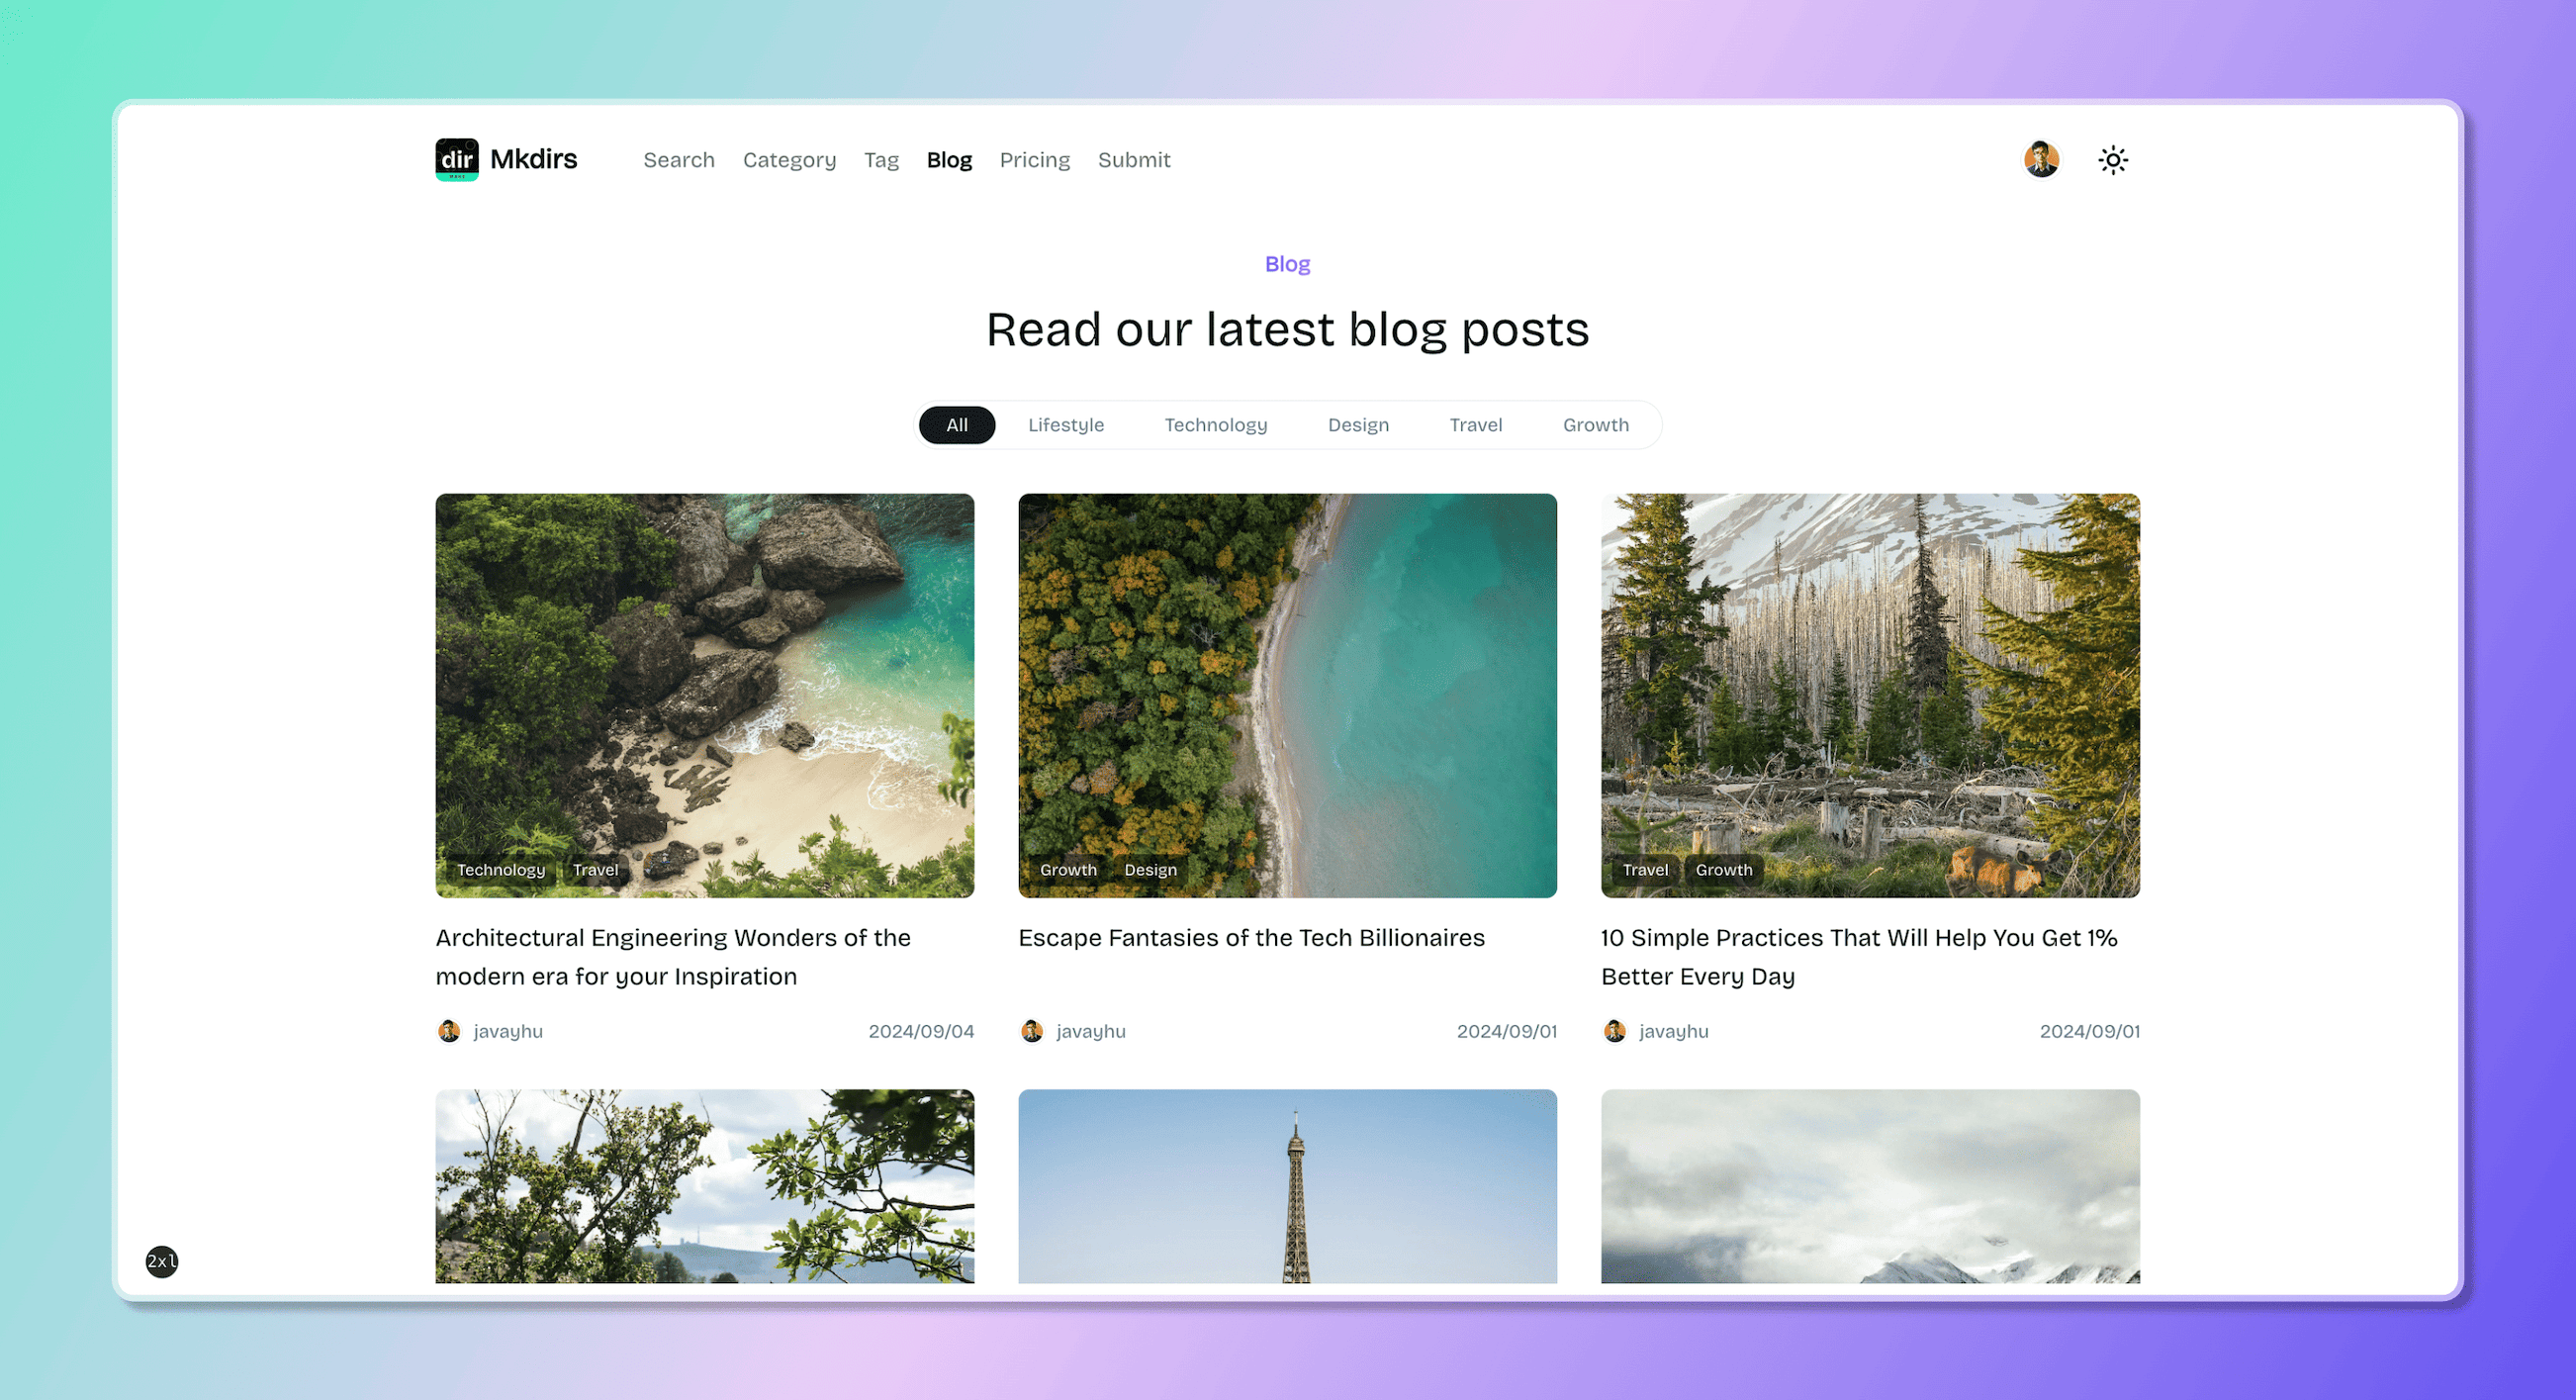 dir
Mkdirs
Search
Category
Tag
Blog
Pricing
Submit
Blog
Read our latest blog posts
All
Lifestyle
Technology
Design
Travel
Growth
Technology
Travel
Growth
Design
Travel
Growth
Architectural Engineering Wonders of the
modern era for your Inspiration
Escape Fantasies of the Tech Billionaires
10 Simple Practices That Will Help You Get 1%
Better Every Day
javayhu
2024/09/04
javayhu
2024/09/01
javayhu
2024/09/01
2xl